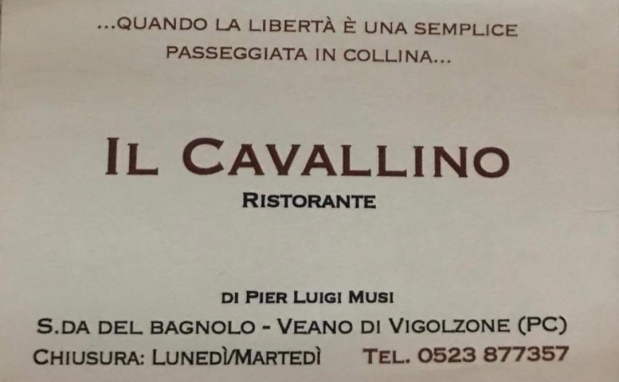 ...QUANDO LA LIBERTÀ È UNA SEMPLICE
PASSEGGIATA IN COLLINA...
IL CAVALLINO
RISTORANTE
DI PIER LUIGI MUSI
S.DA DEL BAGNOLO - VEANO DI VIGOLZONE (PC)
CHIUSURA: LUNEDÌ/MARTEDÌ TEL. 0523 877357